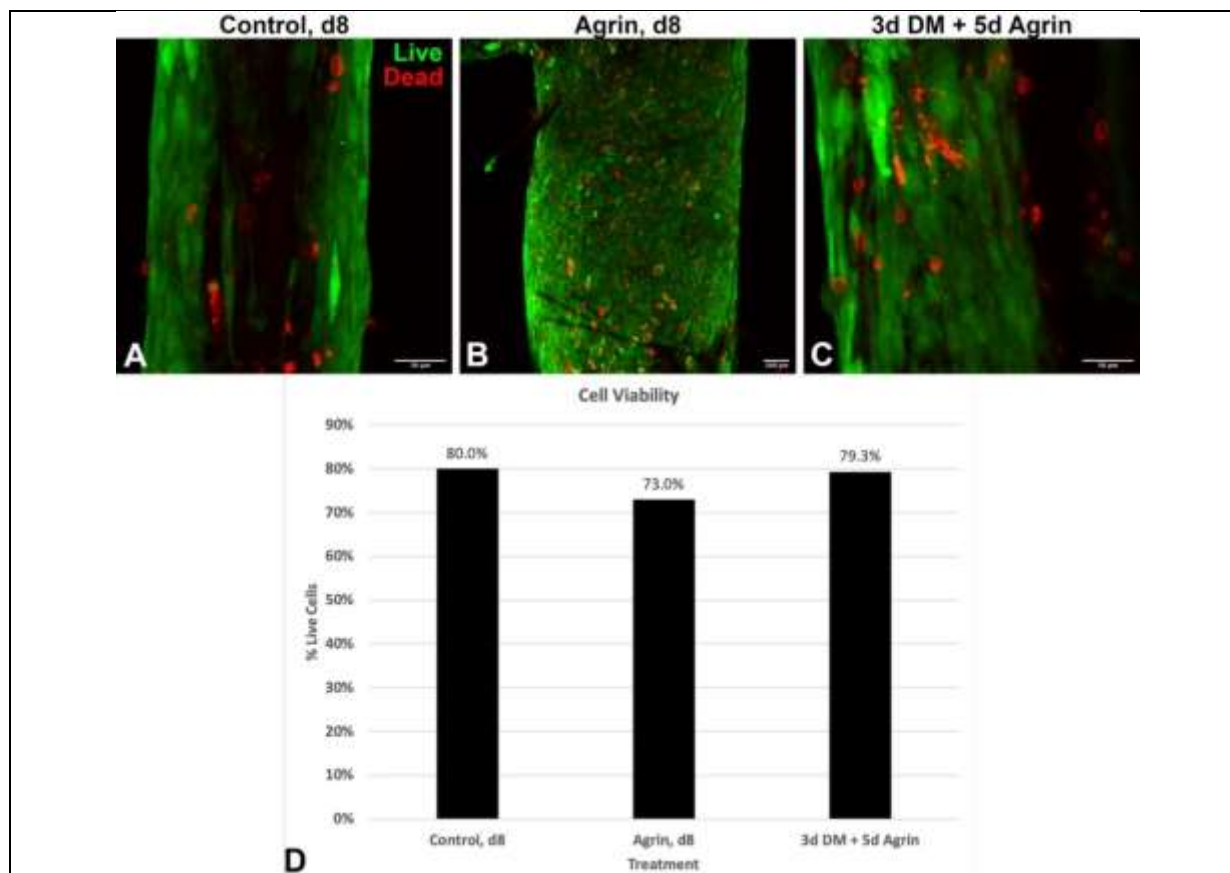 Control, d8
Agrin, d8
3d DM + 5d Agrin
Live
Dead
A
B
C
Cell Viability
90%
80%
70%
60%
50%
40%
30%
20%
10%
0%
% Live Cells
80.0%
73.0%
79.3%
Control, d8
Agrin, d8
3d DM + 5d Agrin
Treatment
D